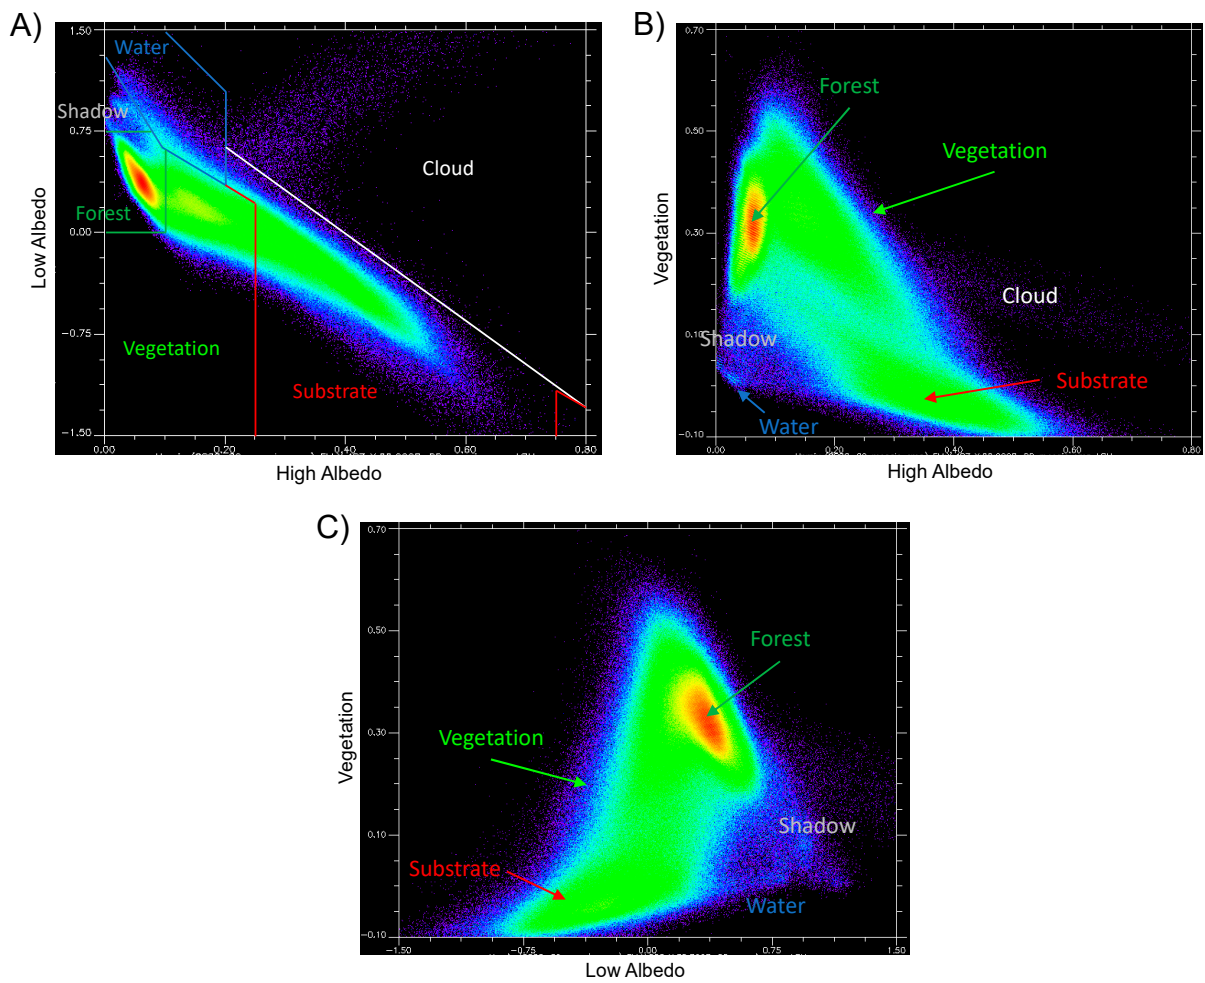 A)
1.50
Water
Shadow
0.75
Cloud
Forest
0.00
Low Albedo
-0.75
Vegetation
Substrate
-1.50
0.00
0.20
0.40
0.60
0.80
High Albedo
B)
0.70
Forest
0.50
Vegetation
Vegetation
0.30
Cloud
0.10
Shadow
Substrate
Water
-0.10
0.00
0.20
0.40
0.60
0.80
High Albedo
C)
0.70
0.50
Forest
Vegetation
0.30
Vegetation
Shadow
0.10
Substrate
Water
-0.10
-1.50
-0.75
0.00
0.75
1.50
Low Albedo